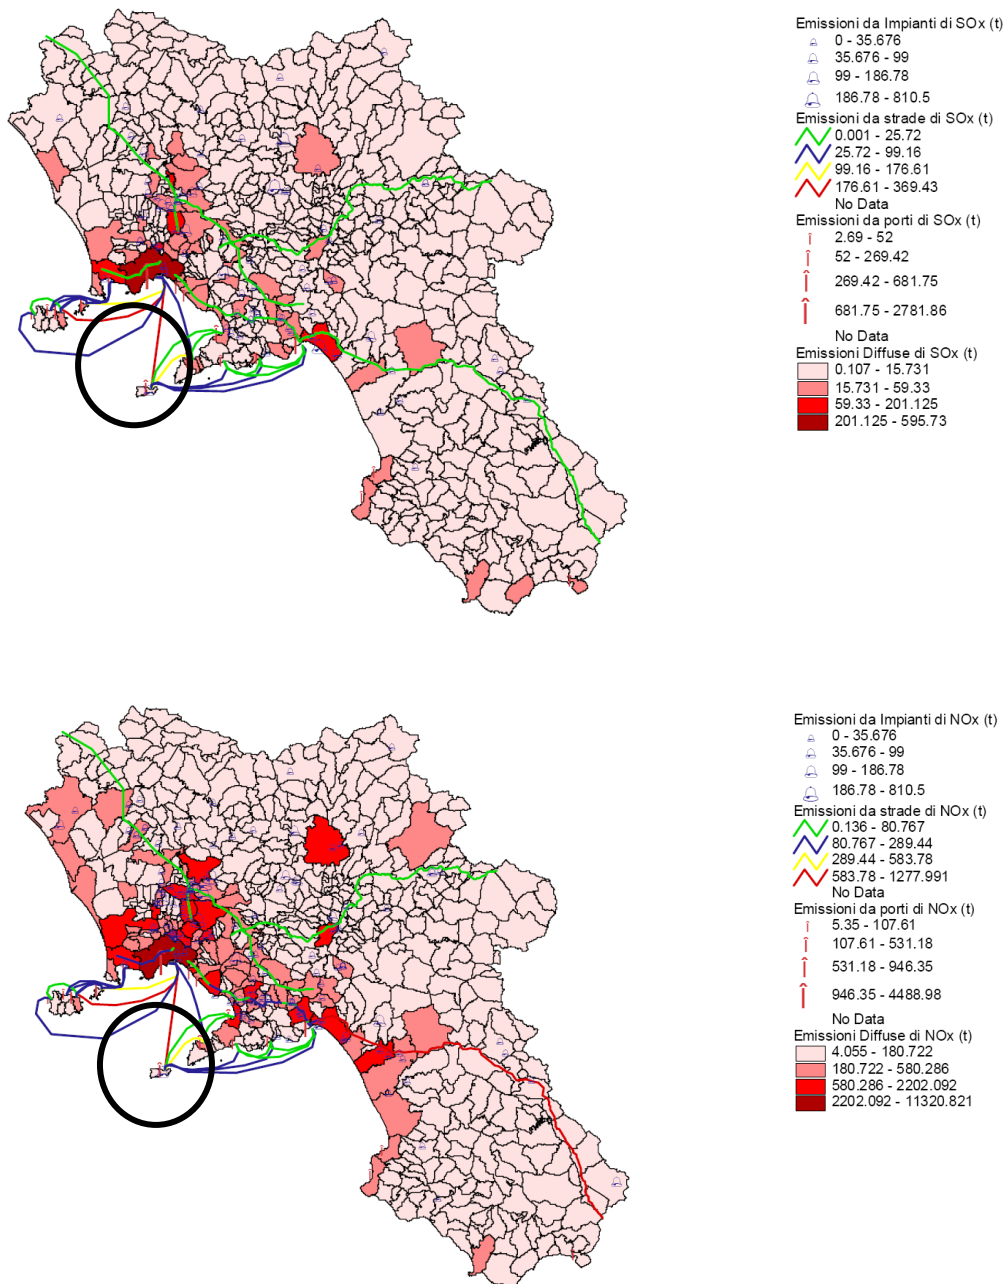 Emissioni da Impianti di SOx (t)
0 - 35.676
35.676 - 99
99 - 186.78
186.78 - 810.5
Emissioni da strade di SOx (t)
0.001 - 25.72
25.72 - 99.16
99.16 - 176.61
176.61 - 369.43
No Data
Emissioni da porti di SOx (t)
2.69 - 52
52 - 269.42
269.42 - 681.75
681.75 - 2781.86
No Data
Emissioni Diffuse di SOx (t)
0.107 - 15.731
15.731 - 59.33
59.33 - 201.125
201.125 - 595.73
Emissioni da Impianti di NOx (t)
0 - 35.676
35.676 - 99
99 - 186.78
186.78 - 810.5
Emissioni da strade di NOx (t)
0.136 - 80.767
80.767 - 289.44
289.44 - 583.78
583.78 - 1277.991
No Data
Emissioni da porti di NOx (t)
5.35 - 107.61
107.61 - 531.18
531.18 - 946.35
946.35 - 4488.98
No Data
Emissioni Diffuse di NOx (t)
4.055 - 180.722
180.722 - 580.286
580.286 - 2202.092
2202.092 - 11320.821